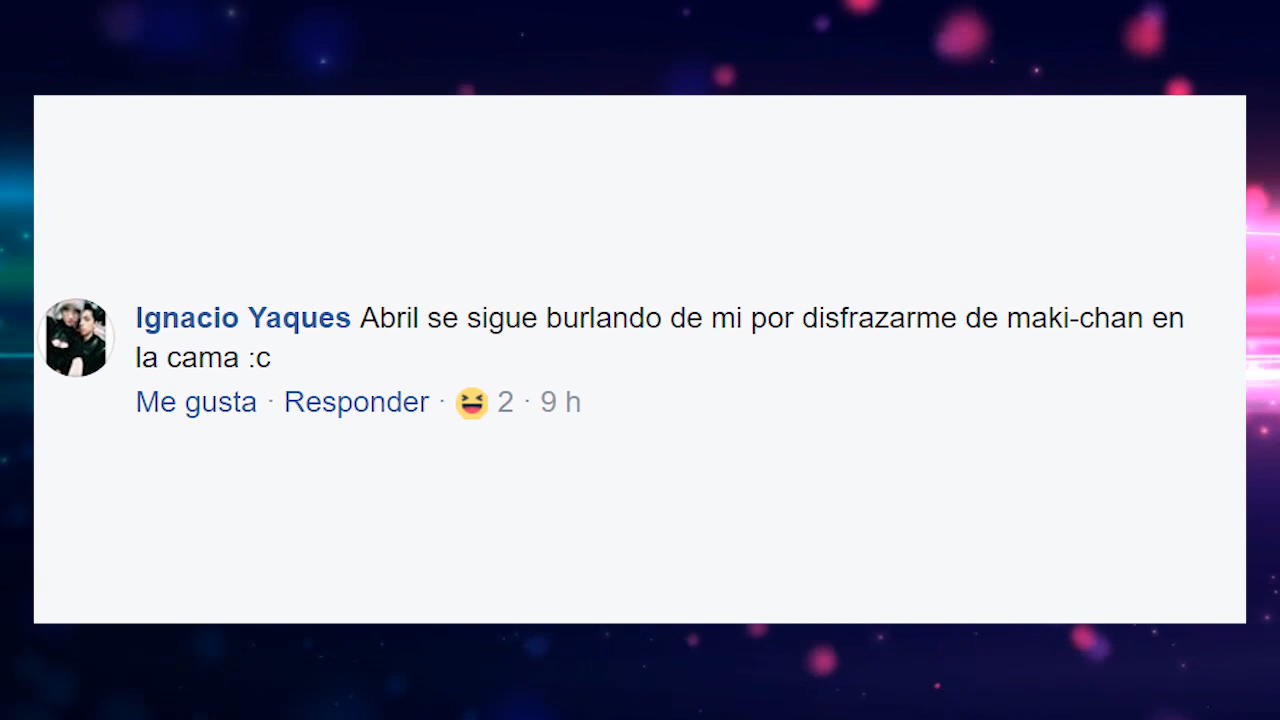 Ignacio Yaques Abril se sigue burlando de mi por disfrazarme de maki-chan en
la cama :c
Me gusta · Responder · 😆 2 · 9 h